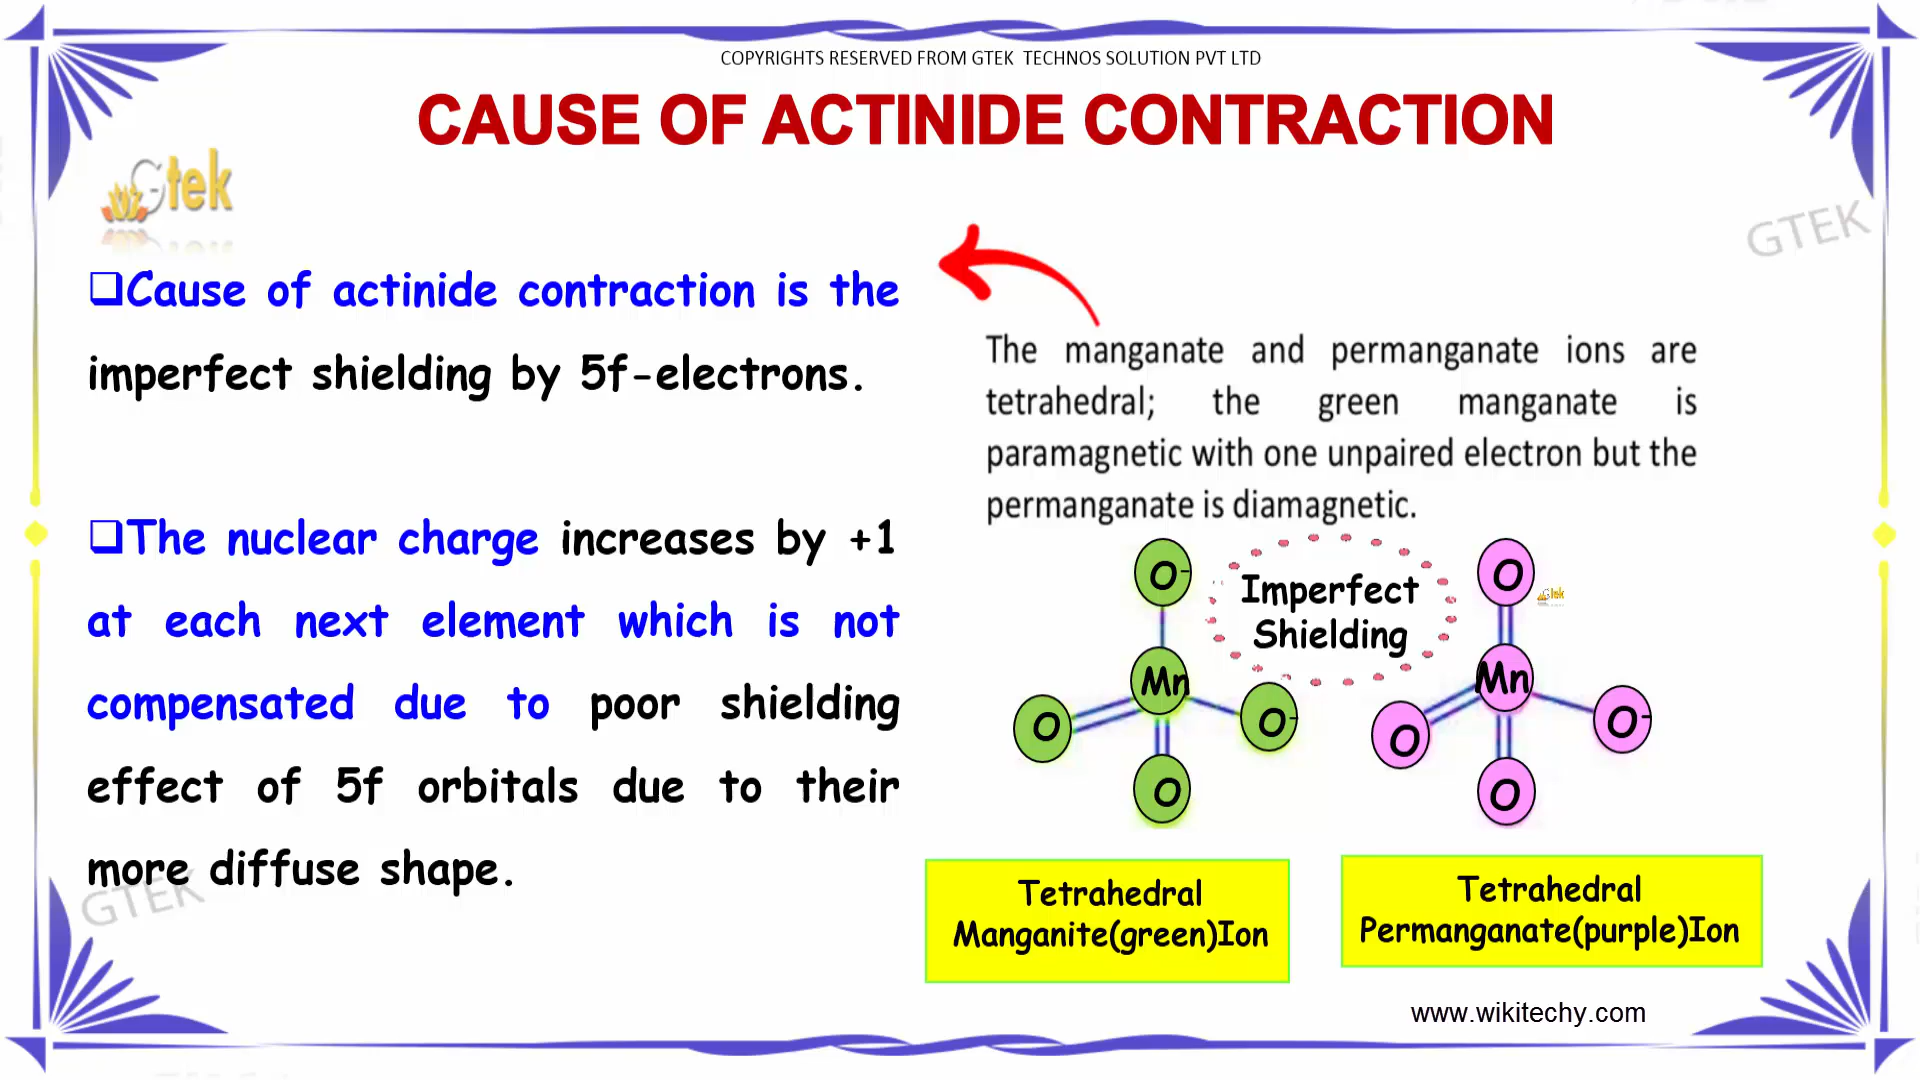 COPYRIGHTS RESERVED FROM GTEK TECHNOS SOLUTION PVT LTD
CAUSE OF ACTINIDE CONTRACTION
Gtek
GTEK
❑Cause of actinide contraction is the
imperfect shielding by 5f-electrons.
❑The nuclear charge increases by +1
at each next element which is not
compensated due to poor shielding
effect of 5f orbitals due to their
more diffuse shape.
GTEK
The manganate and permanganate ions are
tetrahedral; the green manganate is
paramagnetic with one unpaired electron but the
permanganate is diamagnetic.
Imperfect
Shielding
O-
Mn
O
O-
O
O
Gtek
Mn
O
O-
O
Tetrahedral
Manganite(green)Ion
Tetrahedral
Permanganate(purple)Ion
www.wikitechy.com